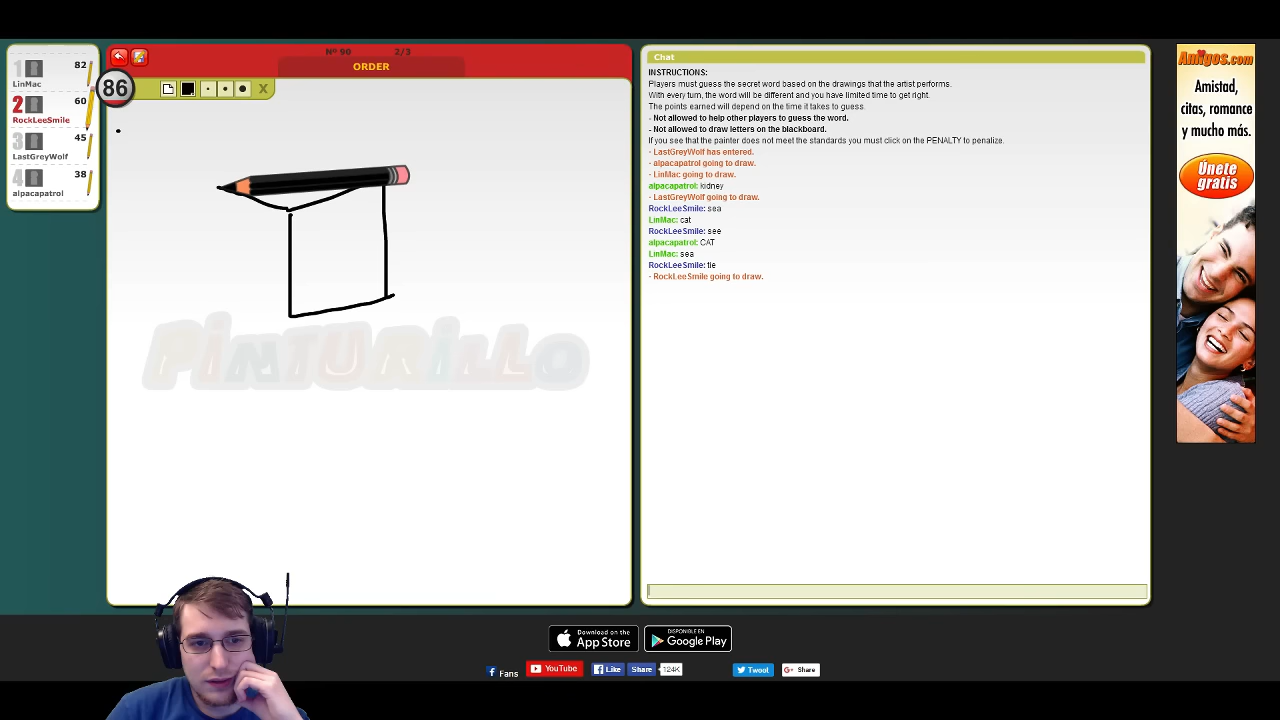 1
82
LinMac
2
60
RockLeeSmile
3
45
LastGreyWolf
4
38
alpacapatrol
86
Nº 90 2/3
ORDER
X
PINTURILLO
Chat
INSTRUCTIONS:
Players must guess the secret word based on the drawings that the artist performs.
With every turn, the word will be different and you have limited time to get right.
The points earned will depend on the time it takes to guess.
- Not allowed to help other players to guess the word.
- Not allowed to draw letters on the blackboard.
If you see that the painter does not meet the standards you must click on the PENALTY to penalize.
- LastGreyWolf has entered.
- alpacapatrol going to draw.
- LinMac going to draw.
alpacapatrol: kidney
- LastGreyWolf going to draw.
RockLeeSmile: sea
LinMac: cat
RockLeeSmile: see
alpacapatrol: CAT
LinMac: sea
RockLeeSmile: tie
- RockLeeSmile going to draw.
Amigos.com
Amistad,
citas, romance
y mucho más.
Únete
gratis
Download on the
App Store
DISPONIBLE EN
Google Play
f Fans
YouTube
f Like Share 124K
Tweet
G+ Share